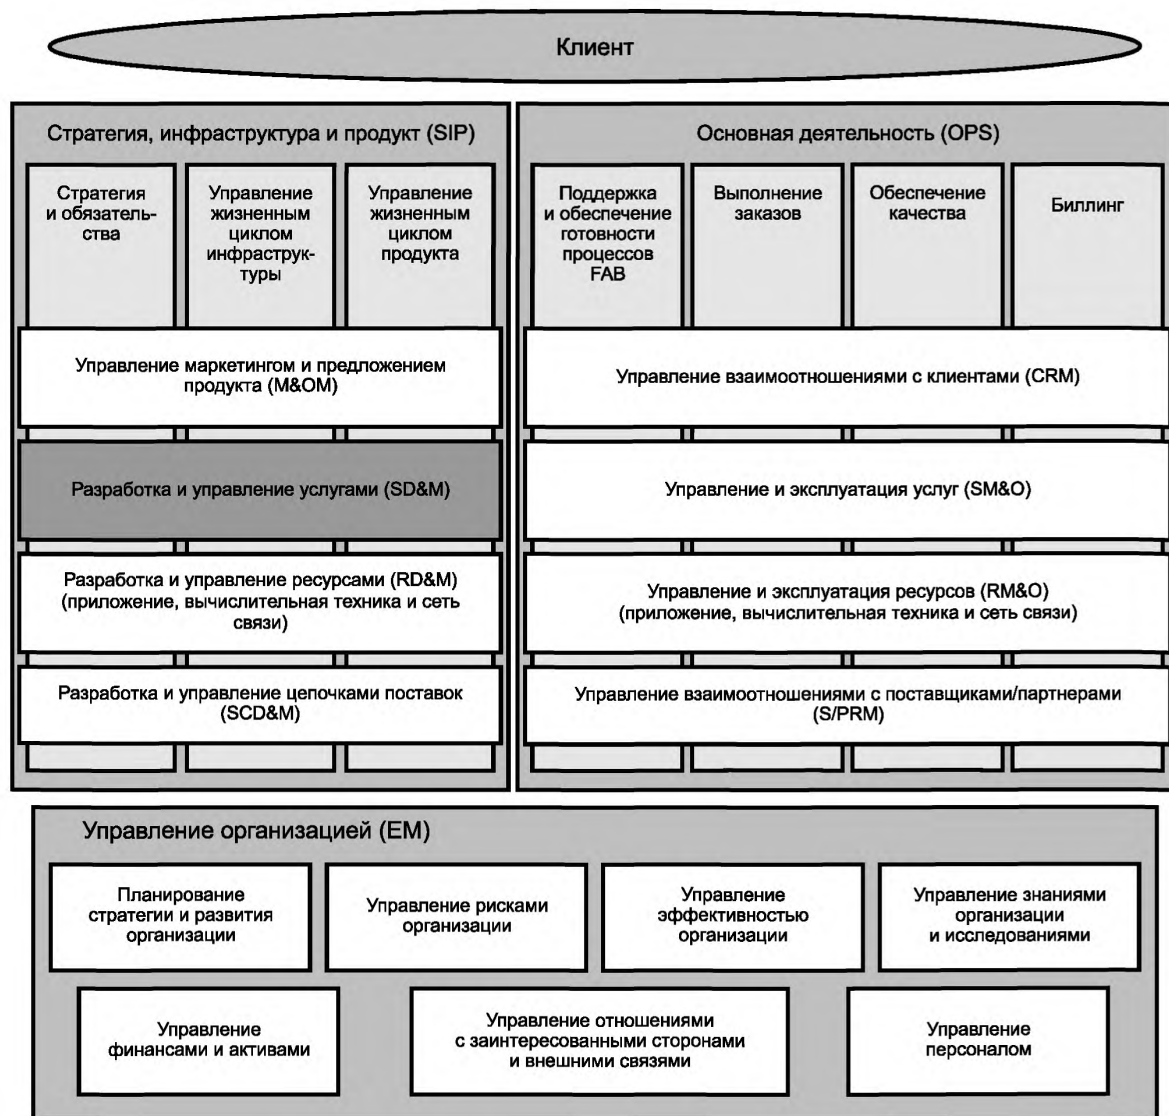 Клиент
Стратегия, инфраструктура и продукт (SIP)
Стратегия
и обязатель-
ства
Управление
жизненным
циклом
инфраструк-
туры
Управление
жизненным
циклом
продукта
Управление маркетингом и предложением
продукта (M&OM)
Разработка и управление услугами (SD&M)
Разработка и управление ресурсами (RD&M)
(приложение, вычислительная техника и сеть
связи)
Разработка и управление цепочками поставок
(SCD&M)
Основная деятельность (OPS)
Поддержка
и обеспечение
готовности
процессов
FAB
Выполнение
заказов
Обеспечение
качества
Биллинг
Управление взаимоотношениями с клиентами (CRM)
Управление и эксплуатация услуг (SM&O)
Управление и эксплуатация ресурсов (RM&O)
(приложение, вычислительная техника и сеть связи)
Управление взаимоотношениями с поставщиками/партнерами
(S/PRM)
Управление организацией (EM)
Планирование
стратегии и развития
организации
Управление рисками
организации
Управление
эффективностью
организации
Управление знаниями
организации
и исследованиями
Управление
финансами и активами
Управление отношениями
с заинтересованными сторонами
и внешними связями
Управление
персоналом